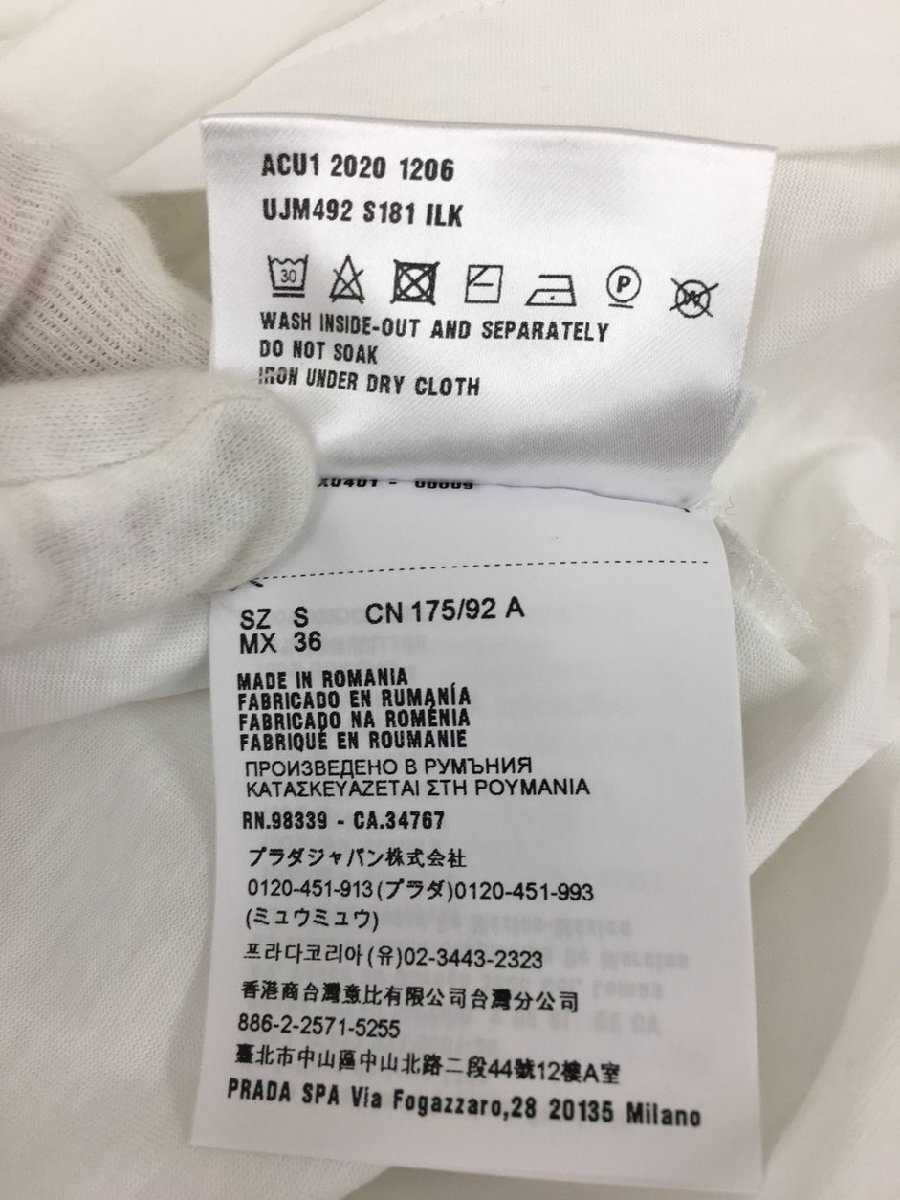 ACU1 2020 1206
UJM492 S181 ILK
30
P
W
WASH INSIDE-OUT AND SEPARATELY
DO NOT SOAK
IRON UNDER DRY CLOTH
SZ S CN 175/92 A
MX 36
MADE IN ROMANIA
FABRICADO EN RUMANÍA
FABRICADO NA ROMÉNIA
FABRIQUÉ EN ROUMANIE
ПРОИЗВЕДЕНО В РУМЪНИЯ
ΚΑΤΑΣΚΕΥΑΖΕΤΑΙ ΣΤΗ ΡΟΥΜΑΝΙΑ
RN.98339 - CA.34767
プラダジャパン株式会社
0120-451-913(プラダ)0120-451-993
(ミュウミュウ)
프라다코리아(유)02-3443-2323
香港商台灣意比有限公司台灣分公司
886-2-2571-5255
臺北市中山區中山北路二段44號12樓A室
PRADA SPA Vía Fogazzaro,28 20135 Milano